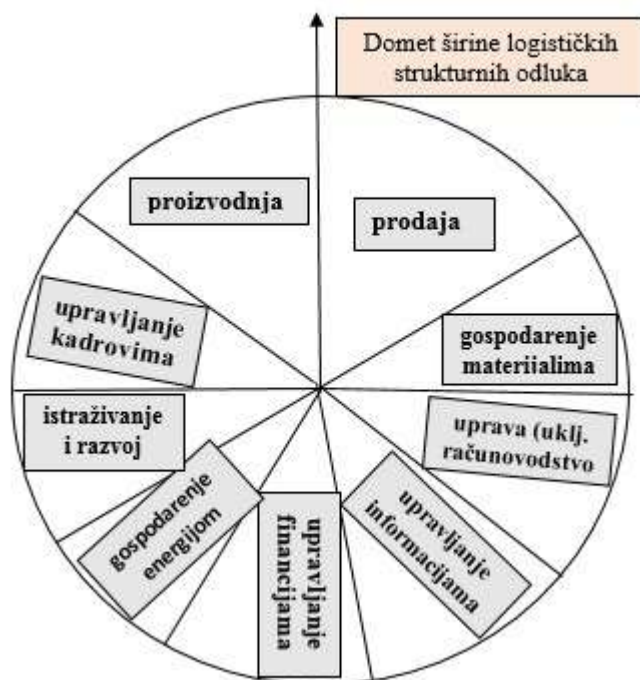 Domet širine logističkih
strukturnih odluka
proizvodnja
prodaja
upravljanje
kadrovima
gospodarenje
materijalima
istraživanje
i razvoj
uprava (uklj.
računovodstvo
gospodarenje
energijom
upravljanje
financijama
upravljanje
informacijama